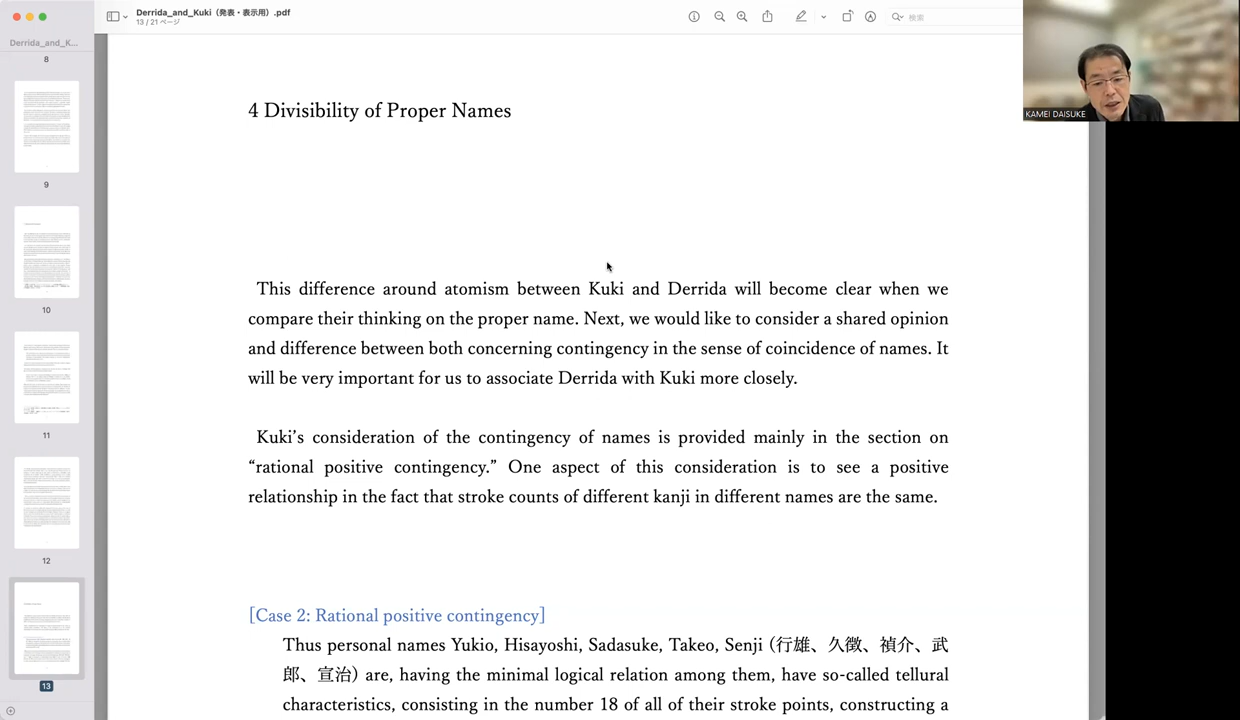 Derrida_and_Kuki（発表・表示用）.pdf
13 / 21 ページ
検索
Derrida_and_K...
8
9
10
11
12
13
4 Divisibility of Proper Names
This difference around atomism between Kuki and Derrida will become clear when we
compare their thinking on the proper name. Next, we would like to consider a shared opinion
and difference between both concerning contingency in the sense of coincidence of names. It
will be very important for us to associate Derrida with Kuki more closely.
Kuki’s consideration of the contingency of names is provided mainly in the section on
“rational positive contingency.” One aspect of this consideration is to see a positive
relationship in the fact that stroke counts of different kanji in different names are the same.
[Case 2: Rational positive contingency]
Thus personal names Yukio, Hisayoshi, Sadasuke, Takeo, Senji (行雄、久徴、禎介、武
郎、宣治) are, having the minimal logical relation among them, have so-called tellural
characteristics, consisting in the number 18 of all of their stroke points, constructing a
KAMEI DAISUKE